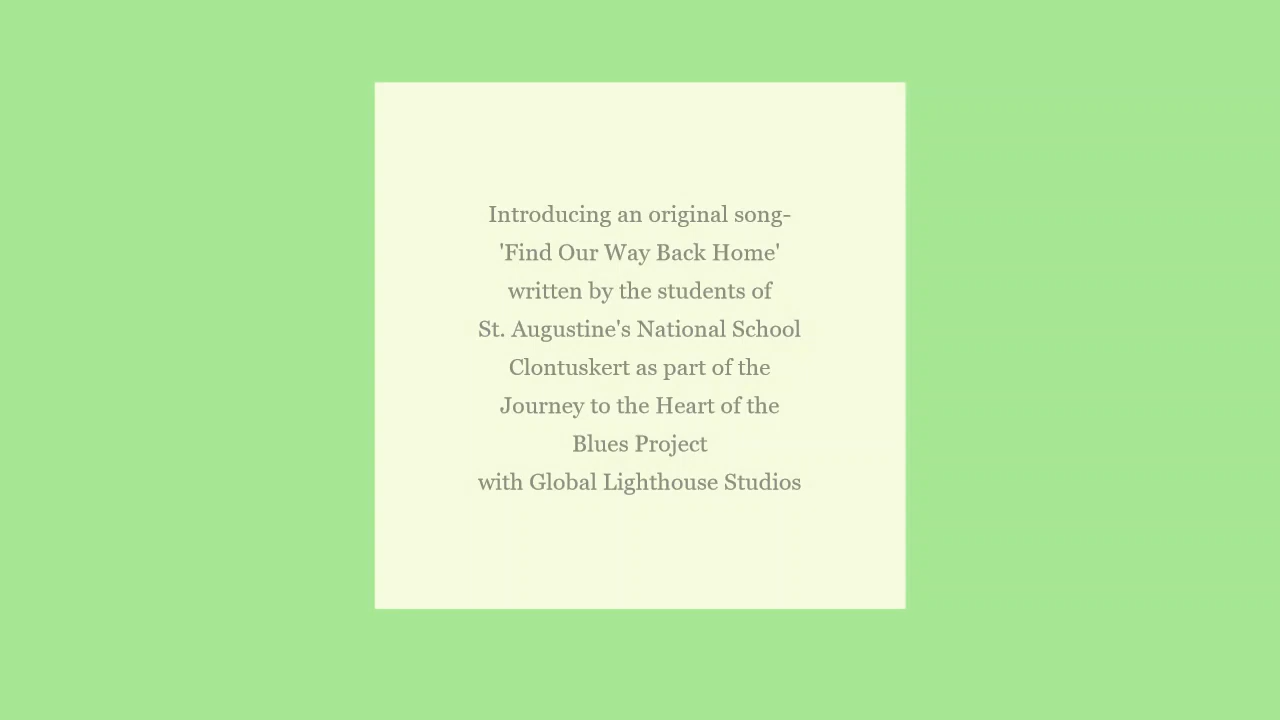 Introducing an original song-
'Find Our Way Back Home'
written by the students of
St. Augustine's National School
Clontuskert as part of the
Journey to the Heart of the
Blues Project
with Global Lighthouse Studios